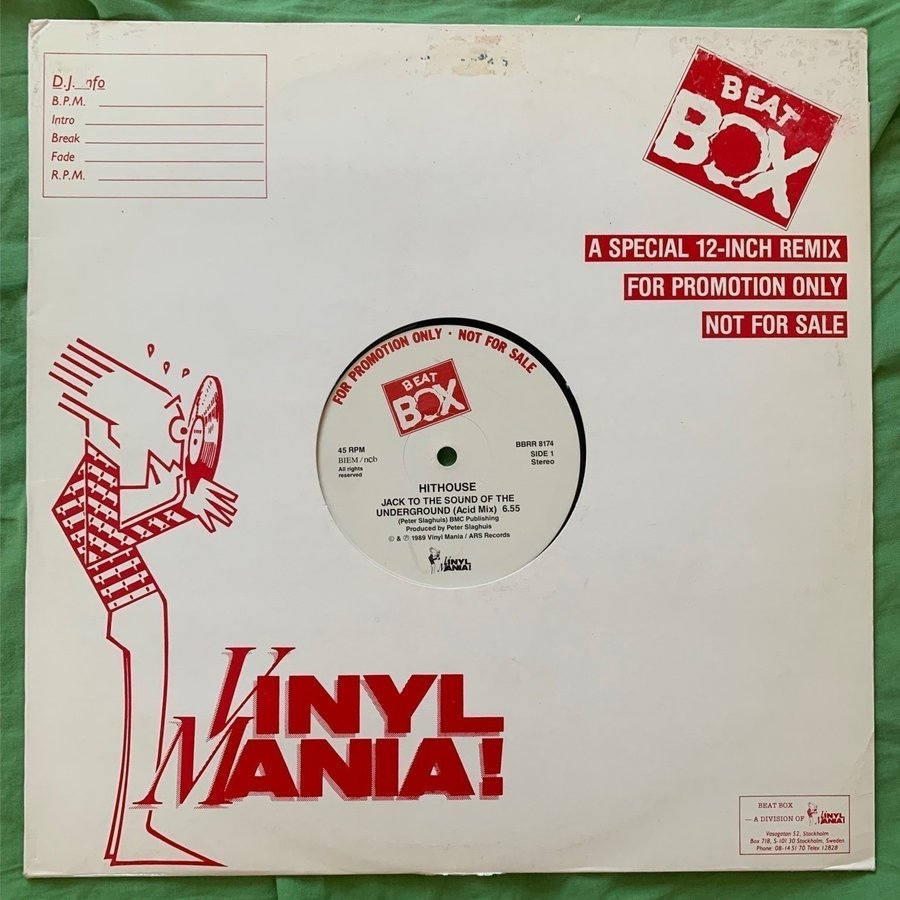 D.J. Info
B.P.M.
Intro
Break
Fade
R.P.M.
BEAT
BOX
A SPECIAL 12-INCH REMIX
FOR PROMOTION ONLY
NOT FOR SALE
FOR PROMOTION ONLY · NOT FOR SALE
BEAT
BOX
45 RPM
BIEM/ncb
All rights
reserved
BBRR 8174
SIDE 1
Stereo
HITHOUSE
JACK TO THE SOUND OF THE
UNDERGROUND (Acid Mix) 6.55
(Peter Slaghuis) BMC Publishing
Produced by Peter Slaghuis
© & ℗ 1989 Vinyl Mania / ARS Records
VINYL
MANIA!
VINYL
MANIA!
BEAT BOX
— A DIVISION OF VINYL MANIA!
Vasagatan 52, Stockholm
Box 718, S-101 30 Stockholm, Sweden
Phone: 08-14 51 70 Telex 12828